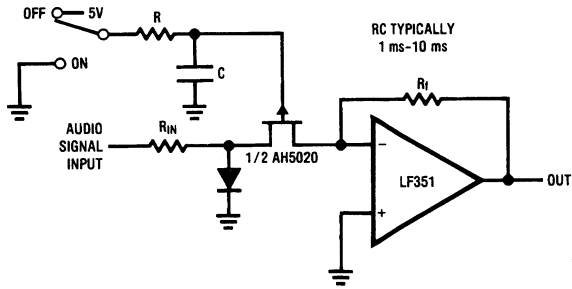 OFF 5V
R
RC TYPICALLY
1 ms-10 ms
ON
C
Rf
AUDIO
SIGNAL
INPUT
RIN
1/2 AH5020
−
LF351
OUT
+